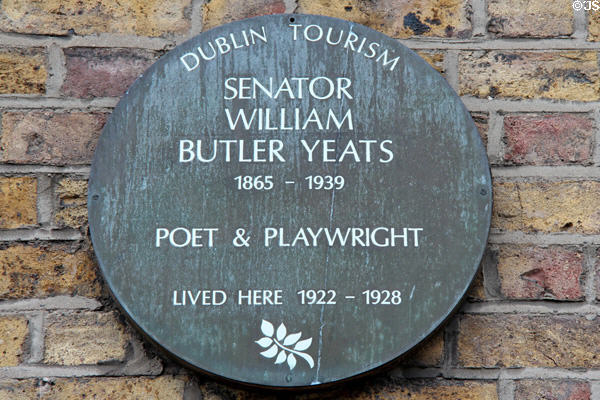 ©JS
DUBLIN TOURISM
SENATOR
WILLIAM
BUTLER YEATS
1865 – 1939
POET & PLAYWRIGHT
LIVED HERE 1922 – 1928